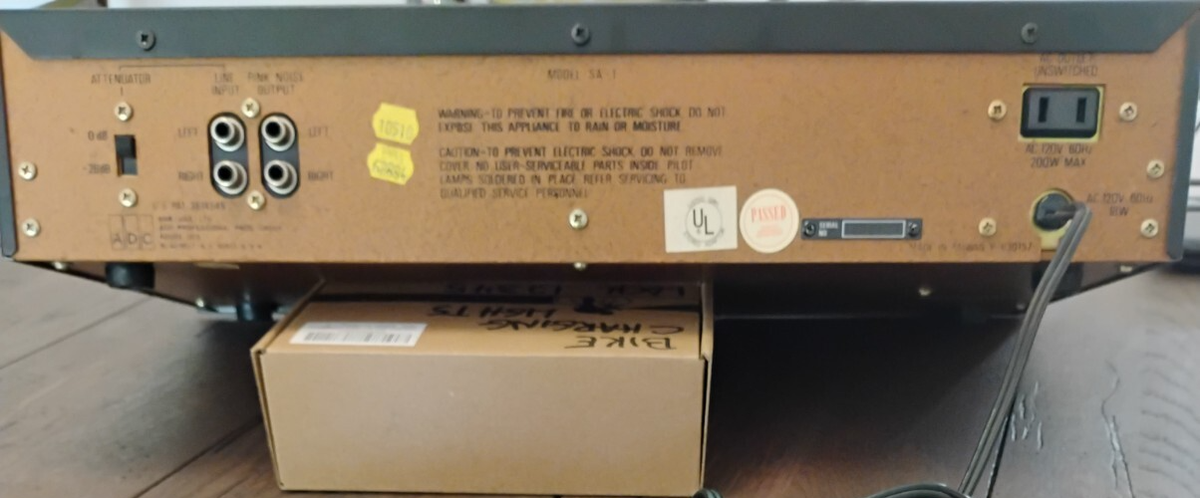 ATTENUATOR
LINE INPUT
PINK NOISE OUTPUT
MODEL SA-1
AC OUTLET
UNSWITCHED
0 dB
-20dB
LEFT
LEFT
RIGHT
RIGHT
10510
WARNING-TO PREVENT FIRE OR ELECTRIC SHOCK DO NOT
EXPOSE THIS APPLIANCE TO RAIN OR MOISTURE.
CAUTION-TO PREVENT ELECTRIC SHOCK DO NOT REMOVE
COVER NO USER-SERVICEABLE PARTS INSIDE PILOT
LAMPS SOLDERED IN PLACE REFER SERVICING TO
QUALIFIED SERVICE PERSONNEL
AC 120V 60Hz
200W MAX
AC 120V 60Hz
18W
ADC
UL
PASSED
SERIAL
NO
MADE IN
BIKE
CHARGING
LIGHTS